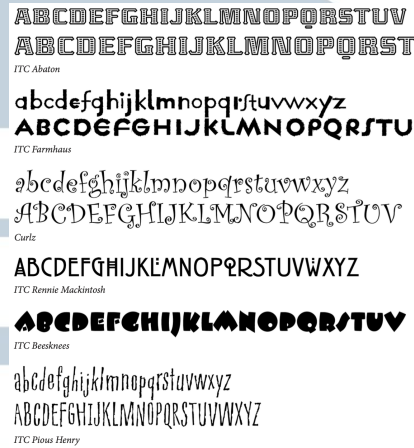 ABCDEFGHIJKLMNOPQRSTUV
ABCDEFGHIJKLMNOPQRST
ITC Abaton
abcdefghijklmnopqrstuvwxyz
ABCDEFGHIJKLMNOPQRSTU
ITC Farmhaus
abcdefghijklmnopqrstuvwxyz
ABCDEFGHIJKLMNOPQRSTUV
Curlz
ABCDEFGHIJKLMNOPQRSTUVWXYZ
ITC Rennie Mackintosh
ABCDEFGHIJKLMNOPQRSTUV
ITC Beesknees
abcdefghijklmnopqrstuvwxyz
ABCDEFGHIJKLMNOPQRSTUVWXYZ
ITC Pious Henry